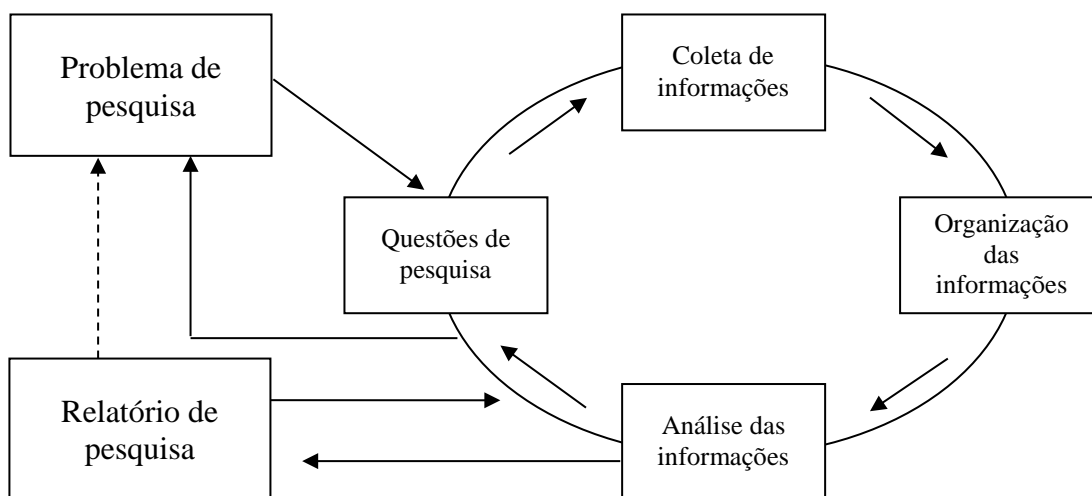 Problema de
pesquisa
Coleta de
informações
Questões de
pesquisa
Organização
das
informações
Relatório de
pesquisa
Análise das
informações